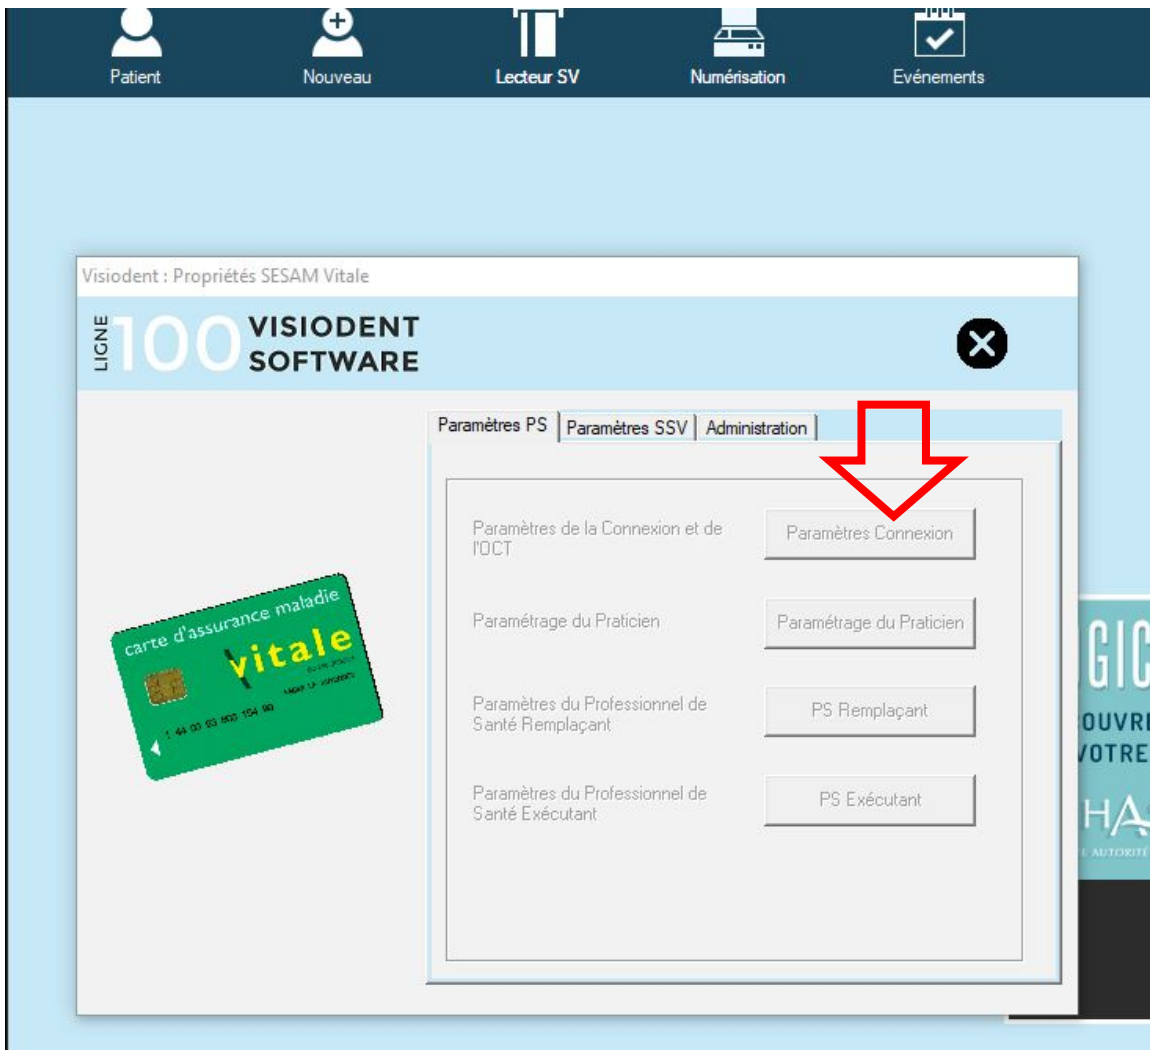 Patient
Nouveau
Lecteur SV
Numérisation
Evénements
Visiodent : Propriétés SESAM Vitale
LIGNE
100
VISIODENT
SOFTWARE
Paramètres PS
Paramètres SSV
Administration
Paramètres de la Connexion et de
l'OCT
Paramètres Connexion
Paramétrage du Praticien
Paramétrage du Praticien
Paramètres du Professionnel de
Santé Remplaçant
PS Remplaçant
Paramètres du Professionnel de
Santé Exécutant
PS Exécutant
carte d'assurance maladie
vitale
GIC
OUVRE
VOTRE
HA
AUTORITÉ